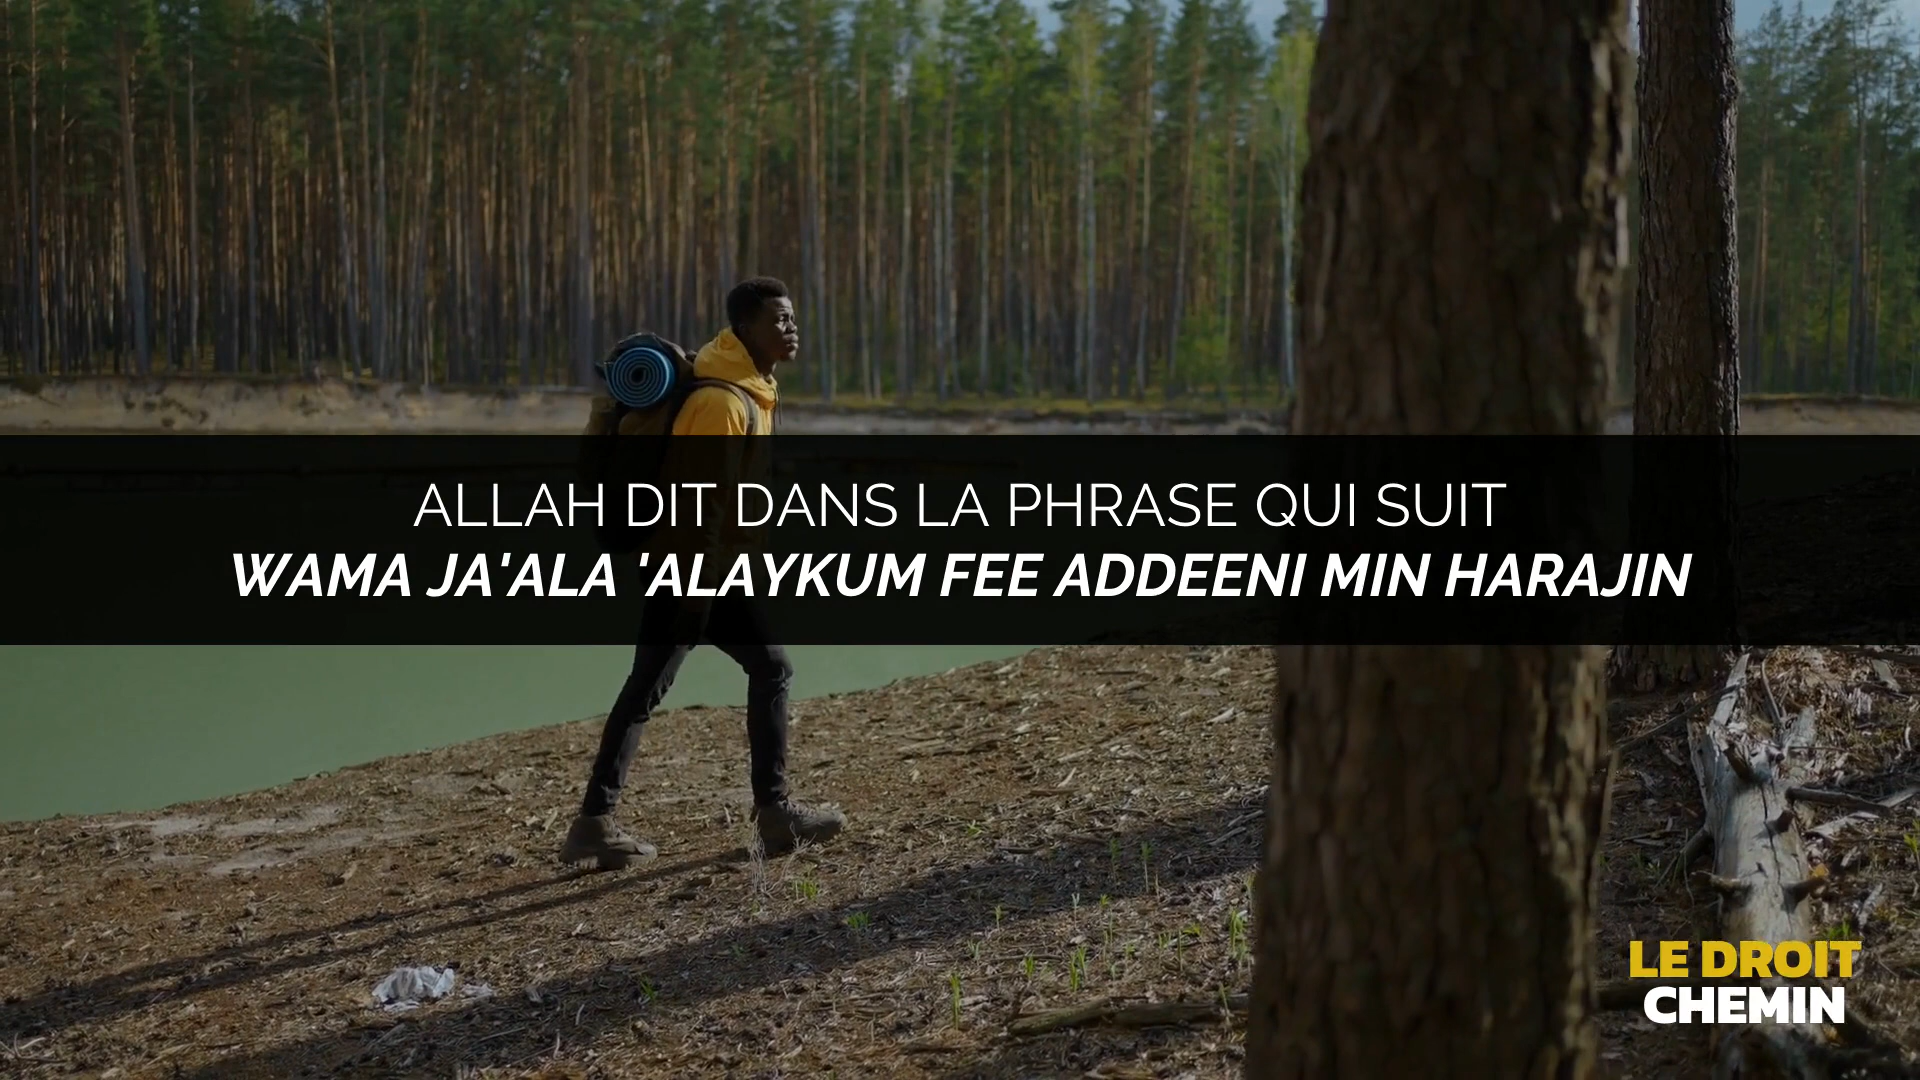 ALLAH DIT DANS LA PHRASE QUI SUIT
WAMA JA'ALA 'ALAYKUM FEE ADDEENI MIN HARAJIN
LE DROIT
CHEMIN